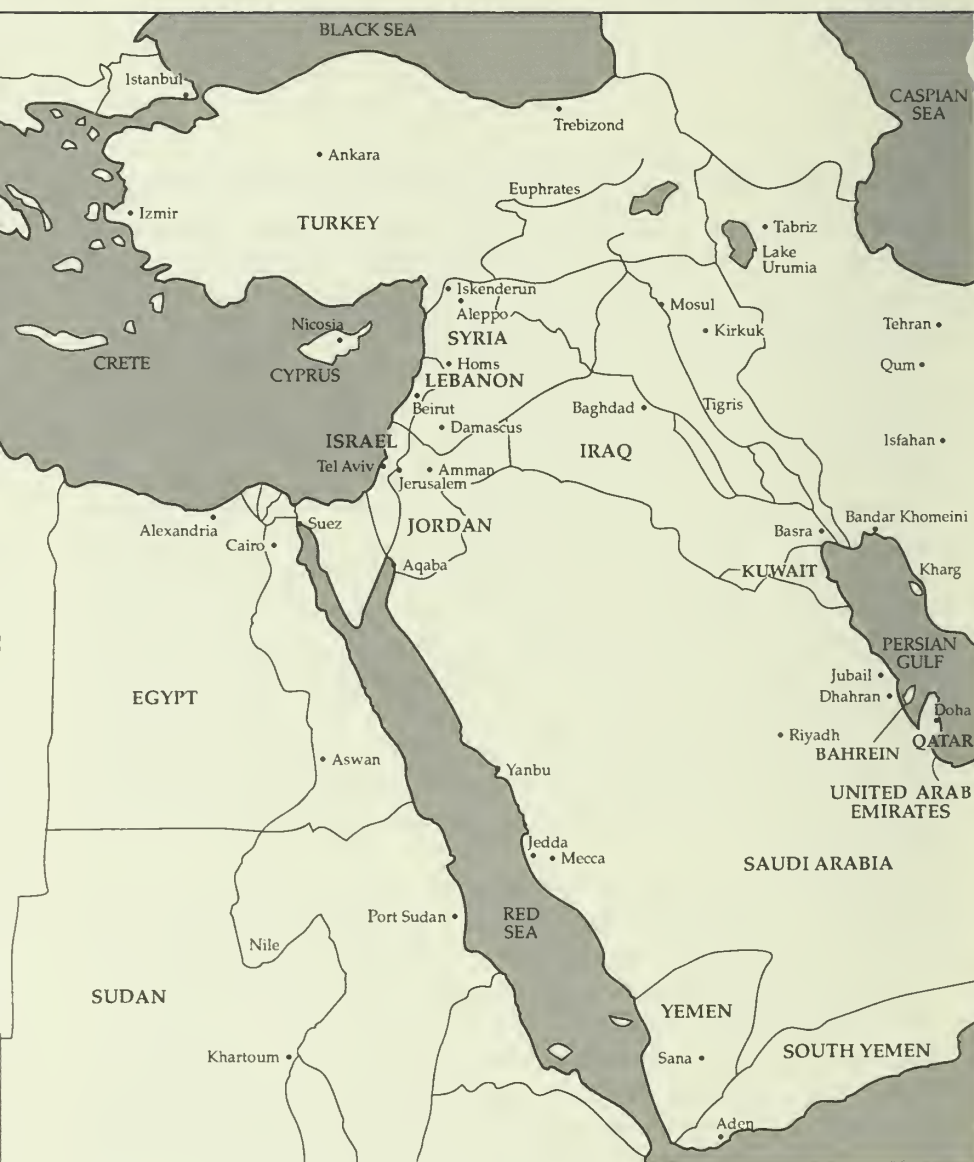 BLACK SEA
CASPIAN
SEA
Istanbul
Trebizond
Ankara
Euphrates
Izmir
TURKEY
Tabriz
Lake
Urumia
Iskenderun
Aleppo
Mosul
Nicosia
SYRIA
Kirkuk
Tehran
CRETE
CYPRUS
Homs
Qum
LEBANON
Beirut
Baghdad
Tigris
Damascus
ISRAEL
IRAQ
Isfahan
Tel Aviv
Amman
Jerusalem
Alexandria
Suez
JORDAN
Bandar Khomeini
Basra
Cairo
Aqaba
KUWAIT
Kharg
PERSIAN
GULF
Jubail
EGYPT
Dhahran
Doha
Riyadh
QATAR
BAHREIN
Aswan
Yanbu
UNITED ARAB
EMIRATES
Jedda
Mecca
SAUDI ARABIA
Port Sudan
RED
SEA
Nile
SUDAN
YEMEN
Khartoum
Sana
SOUTH YEMEN
Aden